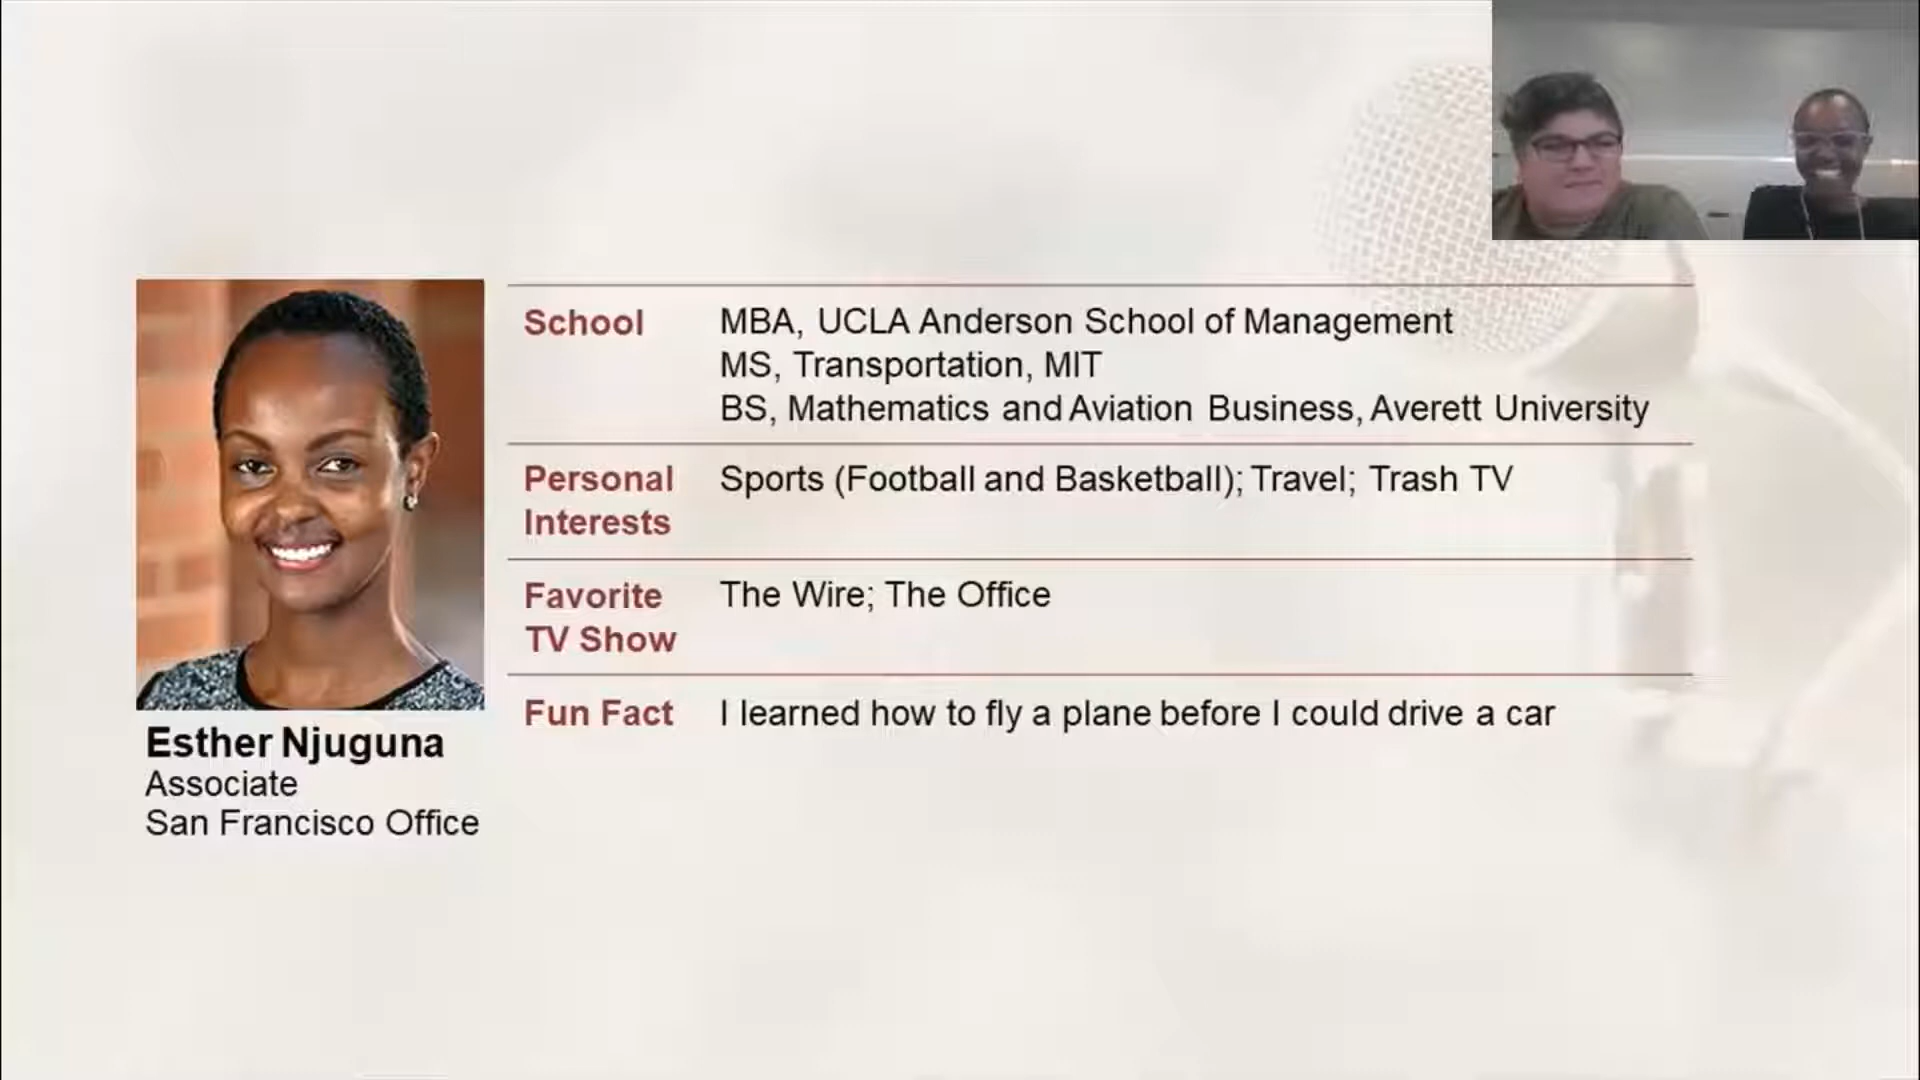 School
MBA, UCLA Anderson School of Management
MS, Transportation, MIT
BS, Mathematics and Aviation Business, Averett University
Personal
Interests
Sports (Football and Basketball); Travel; Trash TV
Favorite
TV Show
The Wire; The Office
Fun Fact
I learned how to fly a plane before I could drive a car
Esther Njuguna
Associate
San Francisco Office